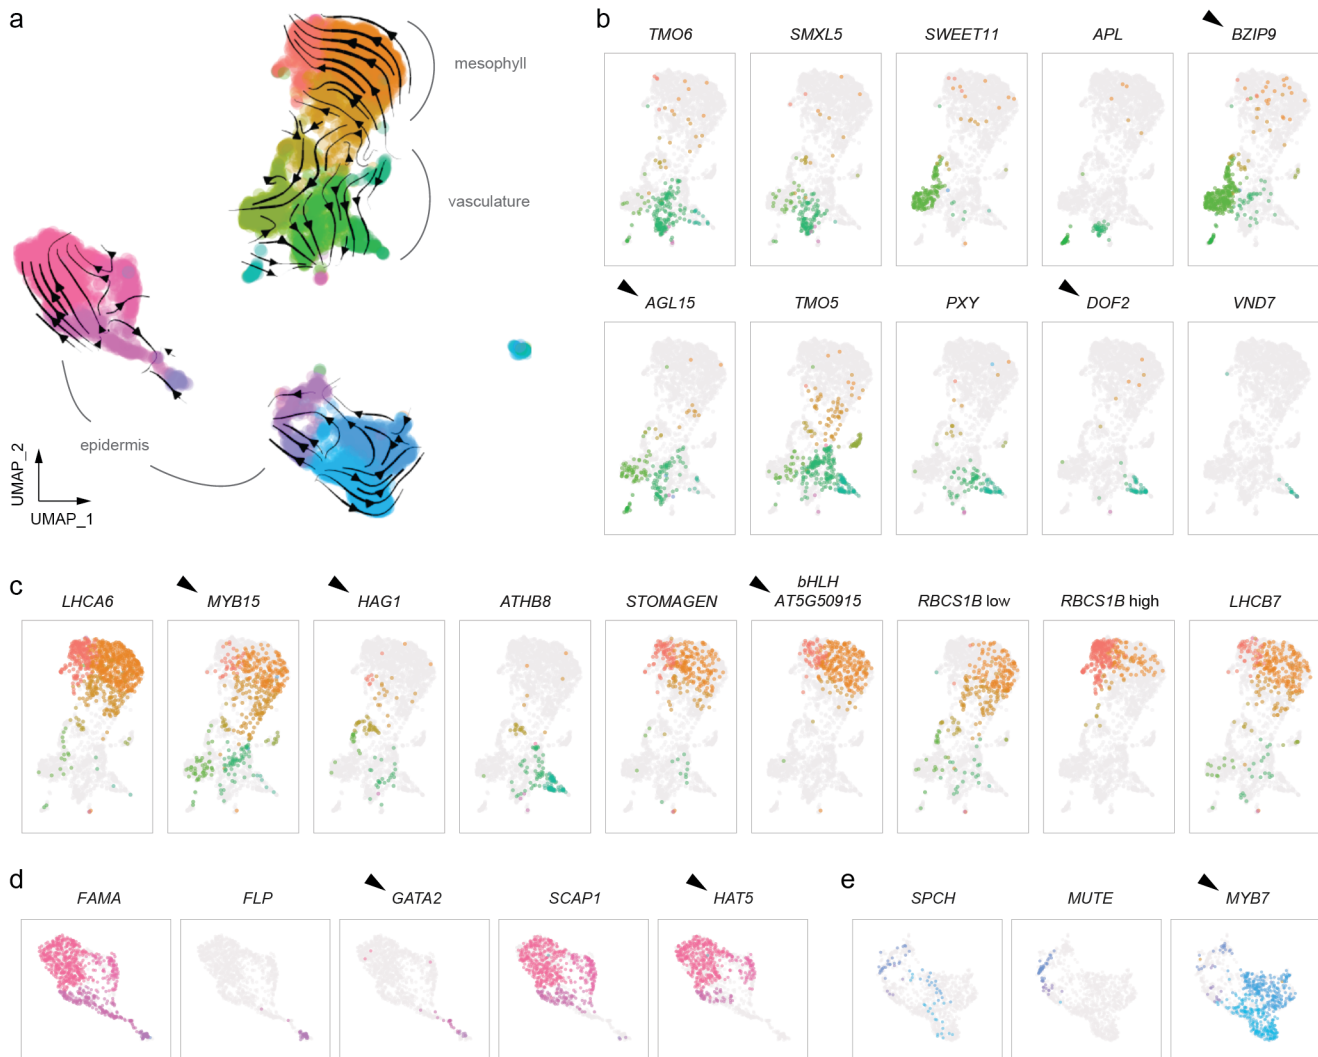 a
mesophyll
vasculature
epidermis
UMAP_2
UMAP_1
b
TMO6 SMXL5 SWEET11 APL BZIP9
AGL15 TMO5 PXY DOF2 VND7
c
LHCA6 MYB15 HAG1 ATHB8 STOMAGEN bHLH
AT5G50915 RBCS1B low RBCS1B high LHCB7
d
FAMA FLP GATA2 SCAP1 HAT5
e
SPCH MUTE MYB7